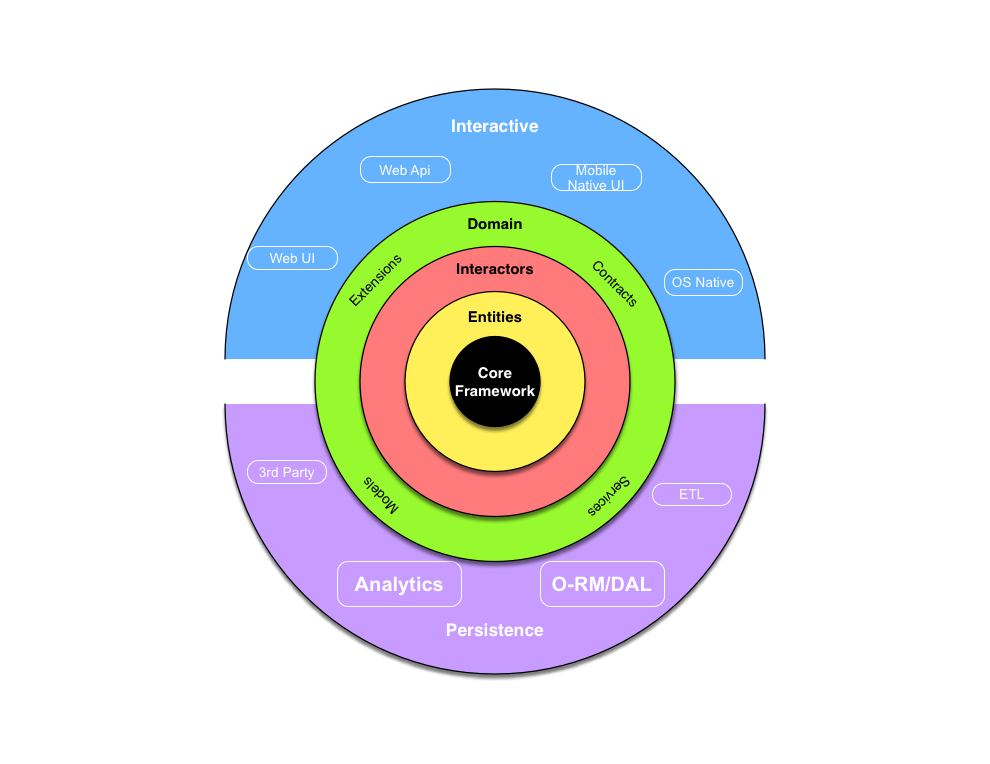 Interactive
Web Api
Mobile
Native UI
Domain
Web UI
Extensions
Contracts
Interactors
OS Native
Entities
Core
Framework
3rd Party
Models
Services
ETL
Analytics
O-RM/DAL
Persistence